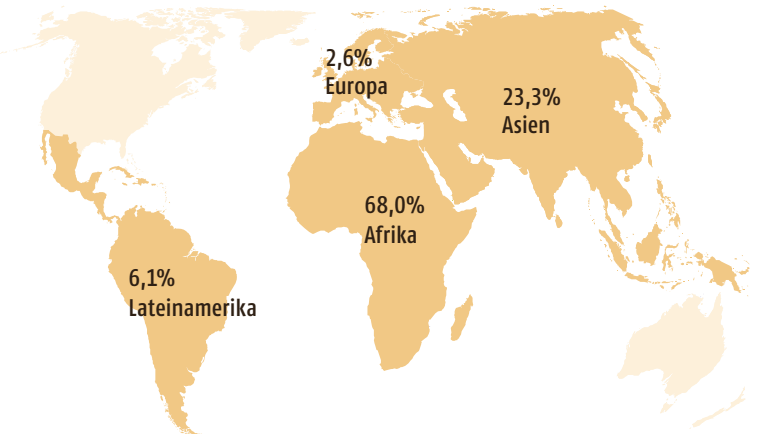 2,6%
Europa
23,3%
Asien
68,0%
Afrika
6,1%
Lateinamerika